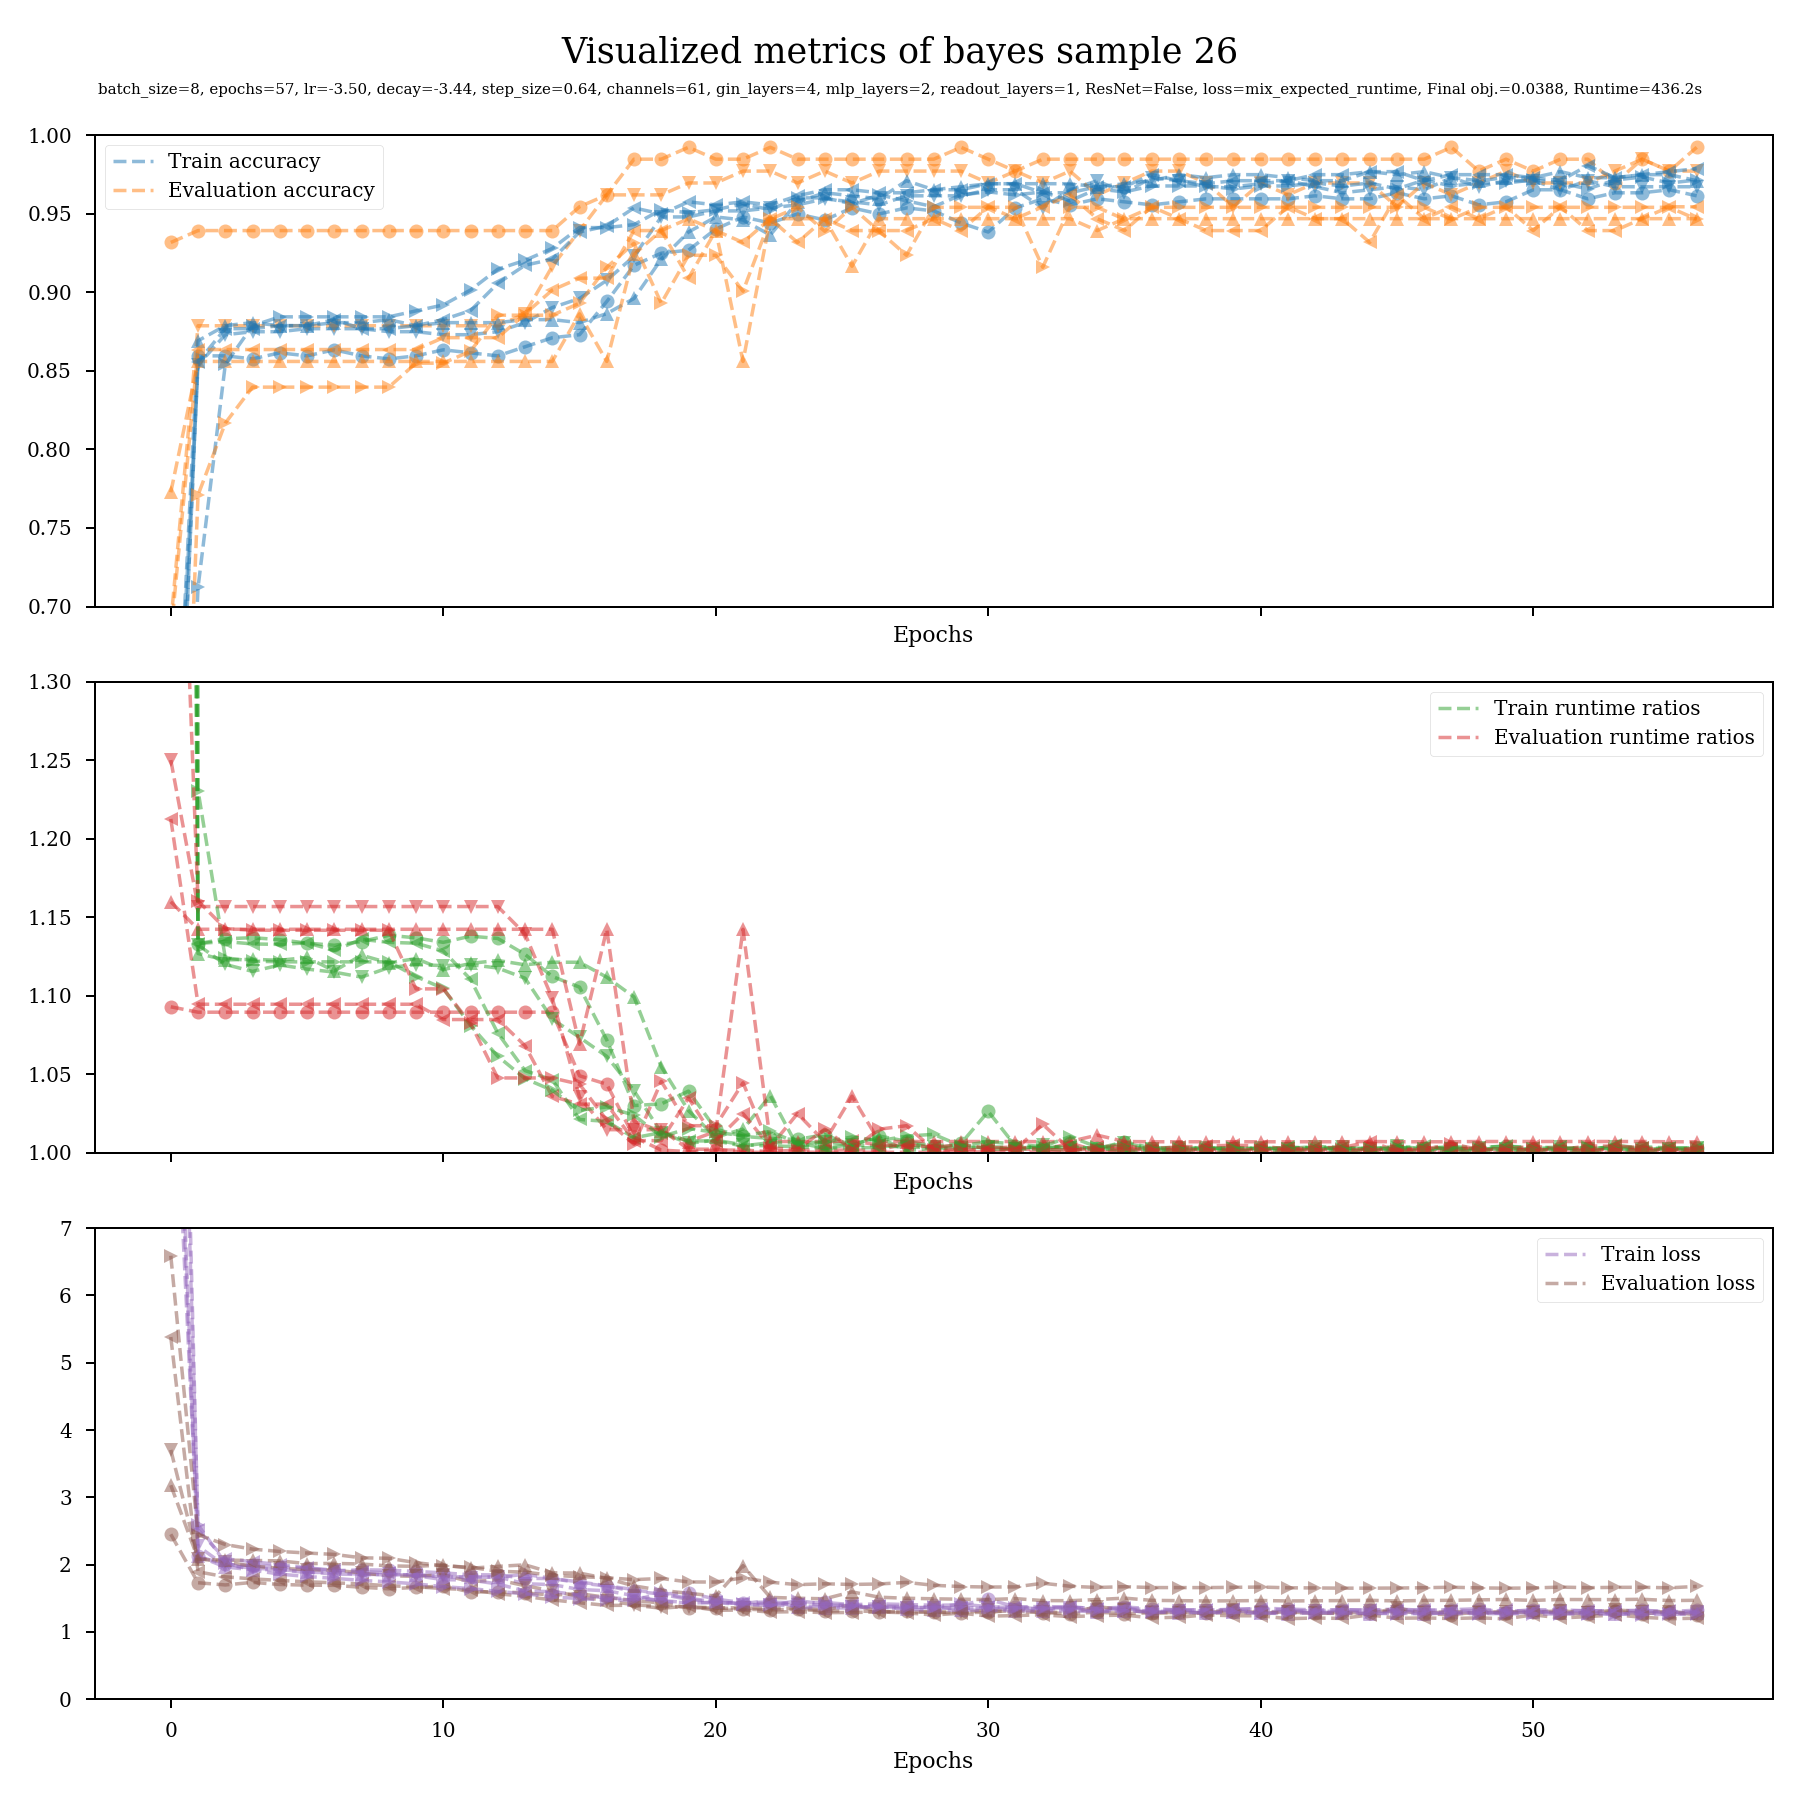 Visualized metrics of bayes sample 26
batch_size=8, epochs=57, lr=-3.50, decay=-3.44, step_size=0.64, channels=61, gin_layers=4, mlp_layers=2, readout_layers=1, ResNet=False, loss=mix_expected_runtime, Final obj.=0.0388, Runtime=436.2s
1.00
0.95
0.90
0.85
0.80
0.75
0.70
Train accuracy
Evaluation accuracy
Epochs
1.30
1.25
1.20
1.15
1.10
1.05
1.00
Train runtime ratios
Evaluation runtime ratios
Epochs
7
6
5
4
3
2
1
0
Train loss
Evaluation loss
0 10 20 30 40 50
Epochs